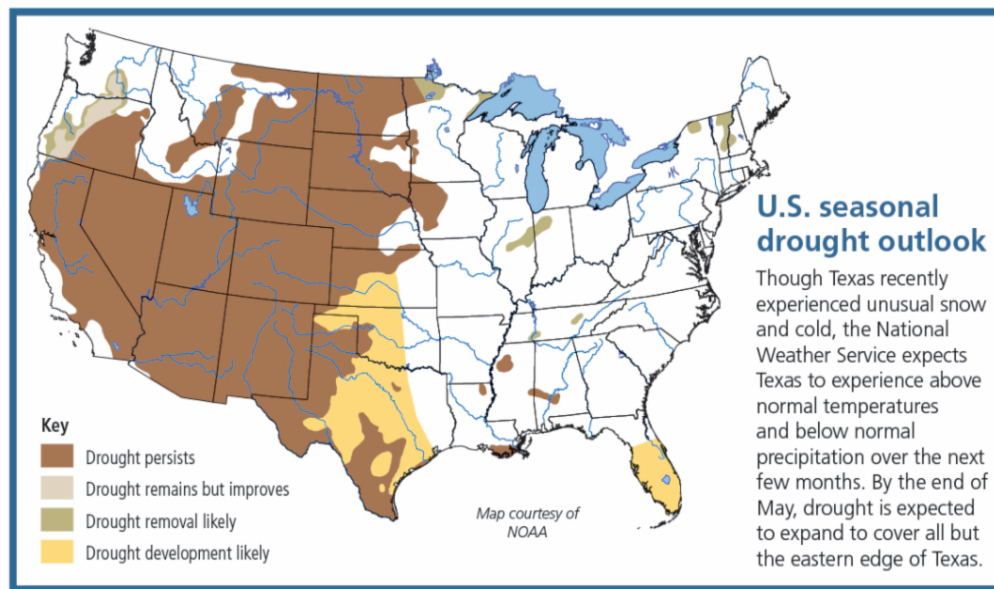 U.S. seasonal
drought outlook
Though Texas recently
experienced unusual snow
and cold, the National
Weather Service expects
Texas to experience above
normal temperatures
and below normal
precipitation over the next
few months. By the end of
May, drought is expected
to expand to cover all but
the eastern edge of Texas.
Key
Drought persists
Drought remains but improves
Drought removal likely
Drought development likely
Map courtesy of
NOAA